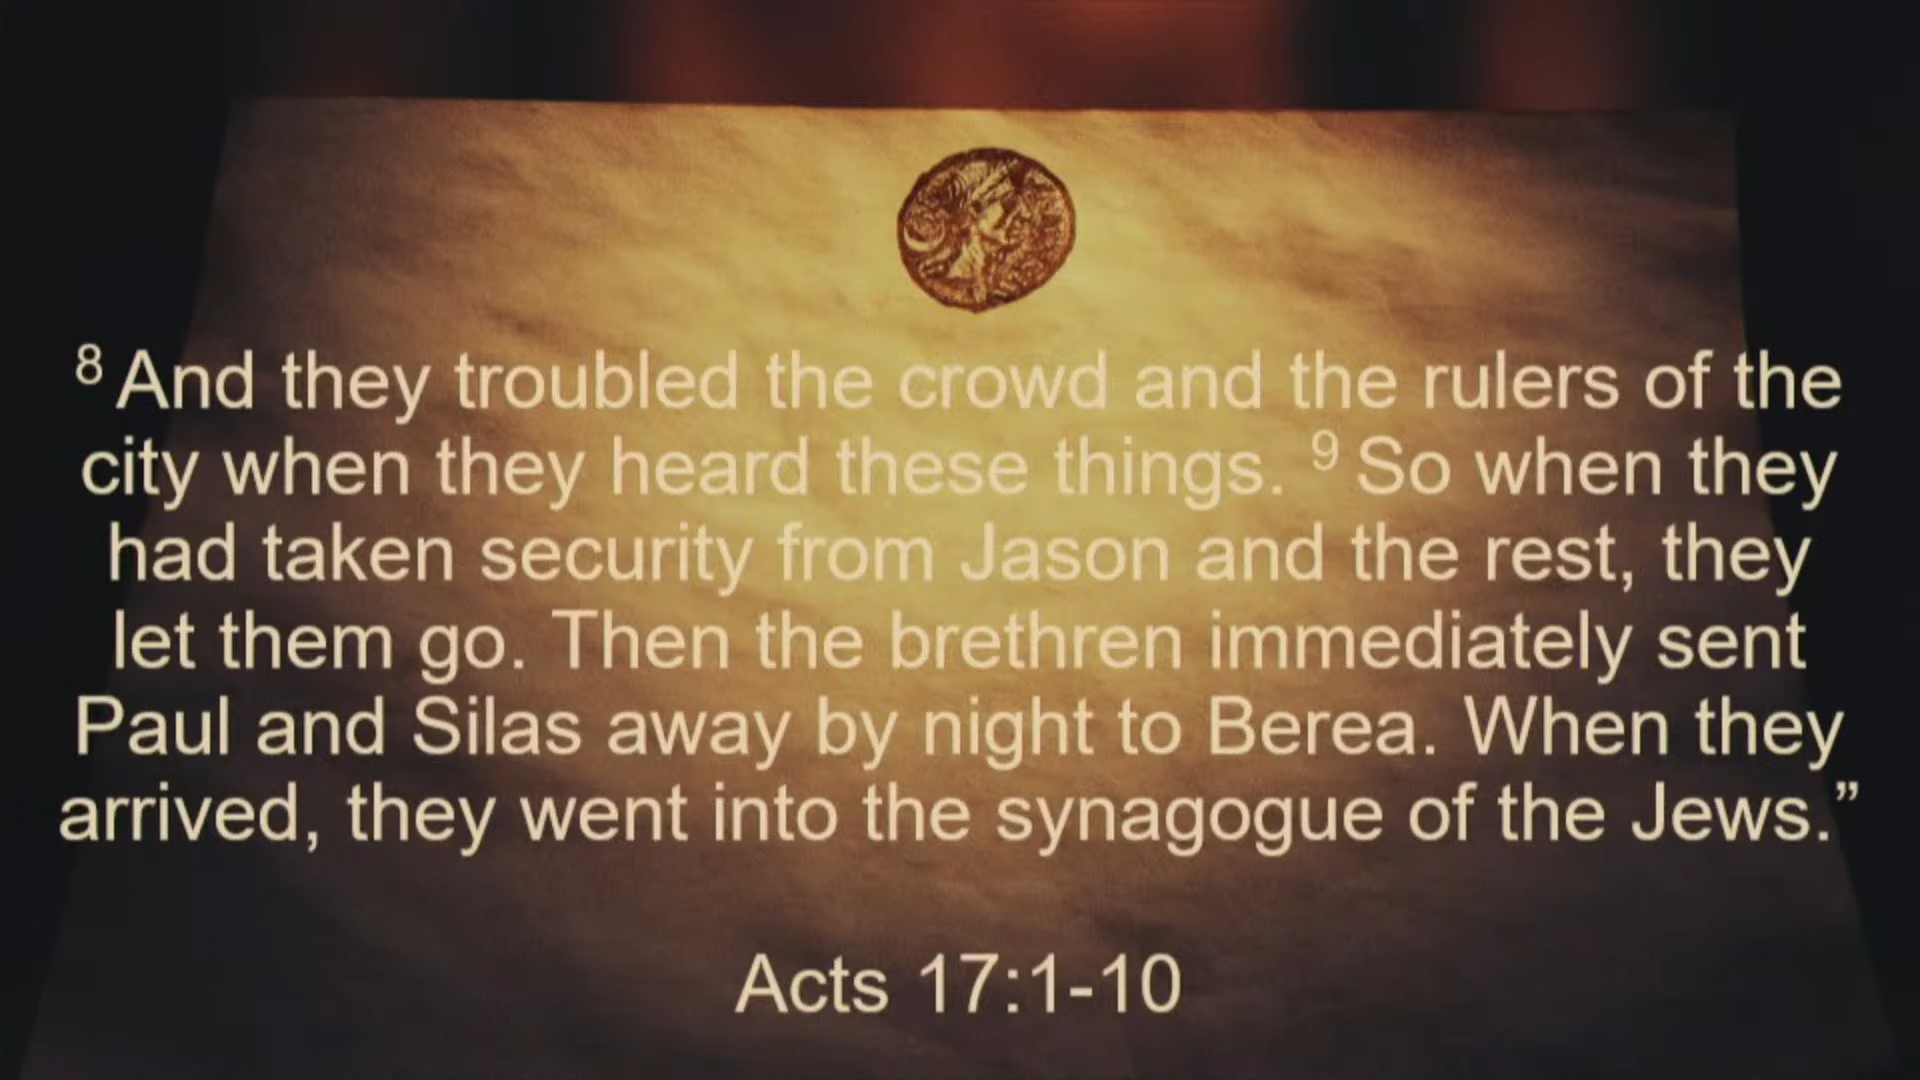 8 And they troubled the crowd and the rulers of the
city when they heard these things. 9 So when they
had taken security from Jason and the rest, they
let them go. Then the brethren immediately sent
Paul and Silas away by night to Berea. When they
arrived, they went into the synagogue of the Jews.”
Acts 17:1-10